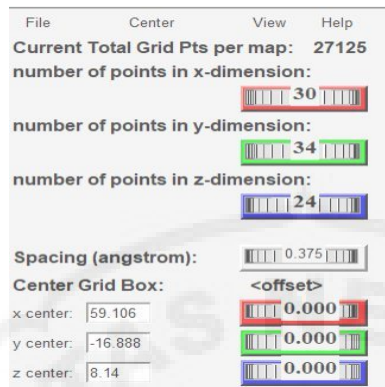 File Center View Help
Current Total Grid Pts per map: 27125
number of points in x-dimension:
30
number of points in y-dimension:
34
number of points in z-dimension:
24
Spacing (angstrom): 0.375
Center Grid Box: <offset>
x center: 59.106 0.000
y center: -16.888 0.000
z center: 8.14 0.000